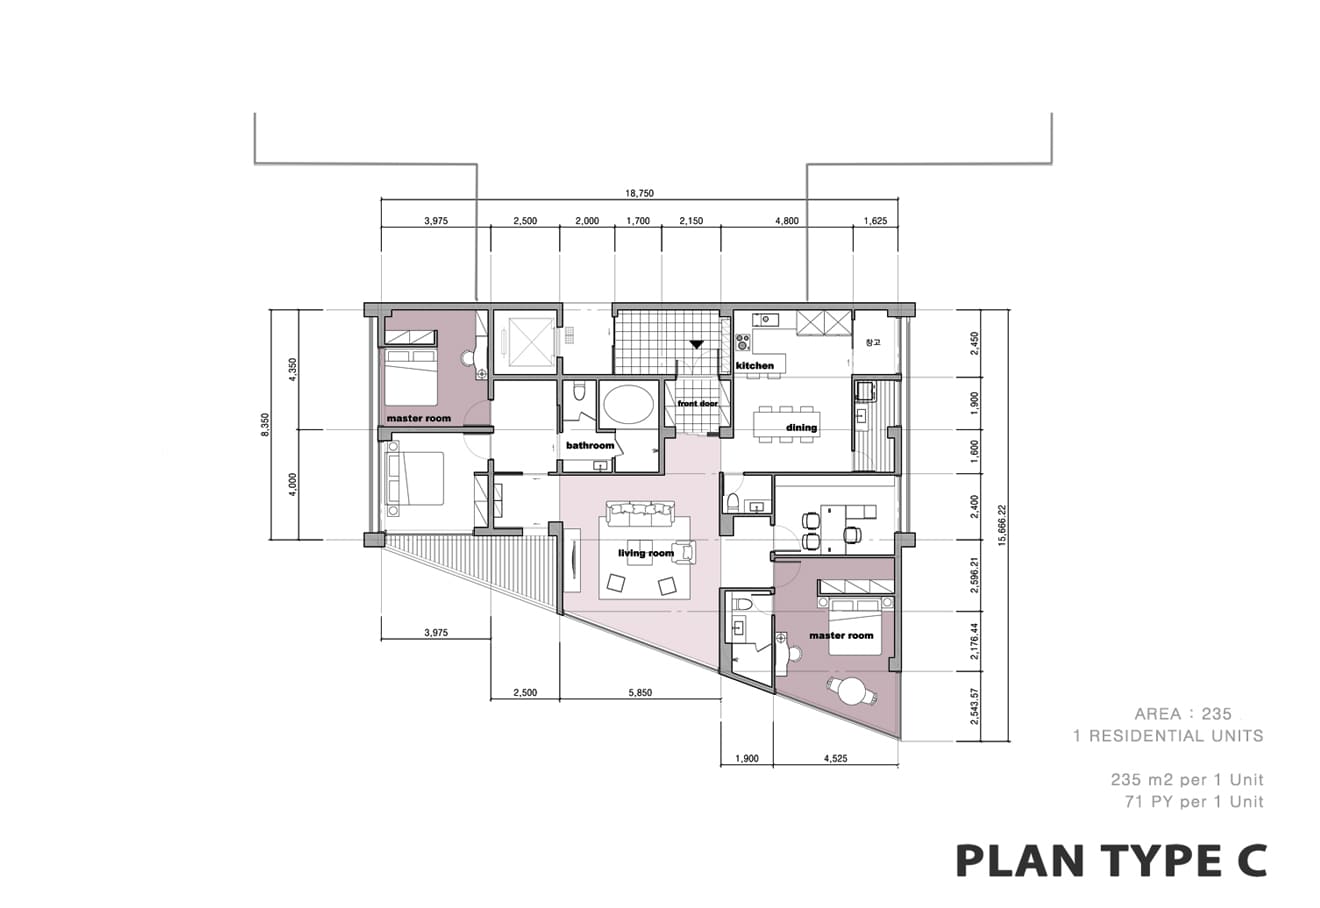 18,750
3,975
2,500
2,000
1,700
2,150
4,800
1,625
4,350
8,350
4,000
2,450
1,900
1,600
2,400
15,666.22
2,596.21
2,176.44
2,543.57
창고
kitchen
front door
master room
dining
bathroom
living room
master room
3,975
2,500
5,850
1,900
4,525
AREA : 235
1 RESIDENTIAL UNITS
235 m2 per 1 Unit
71 PY per 1 Unit
PLAN TYPE C